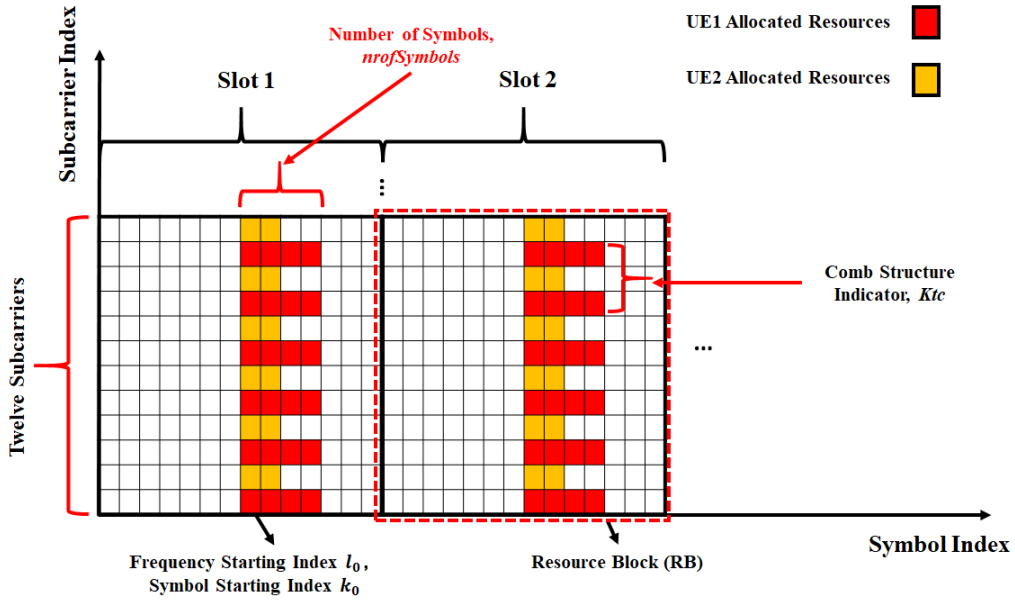 UE1 Allocated Resources
Number of Symbols,
nrofSymbols
UE2 Allocated Resources
Slot 1
Slot 2
Subcarrier Index
...
Twelve Subcarriers
Comb Structure
Indicator, Ktc
...
Symbol Index
Frequency Starting Index l₀ ,
Symbol Starting Index k₀
Resource Block (RB)